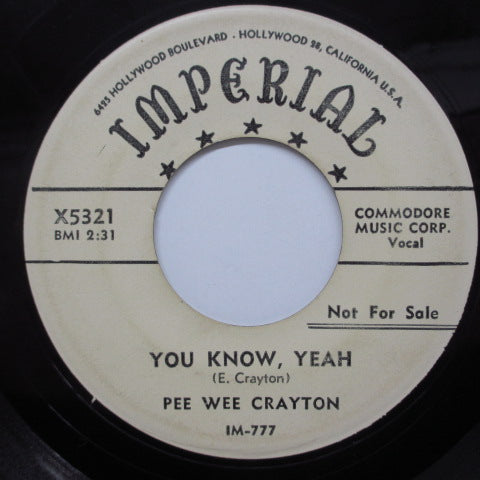 6425 HOLLYWOOD BOULEVARD · HOLLYWOOD 28, CALIFORNIA U.S.A.
IMPERIAL
X5321
BMI 2:31
COMMODORE
MUSIC CORP.
Vocal
Not For Sale
YOU KNOW, YEAH
(E. Crayton)
PEE WEE CRAYTON
IM-777